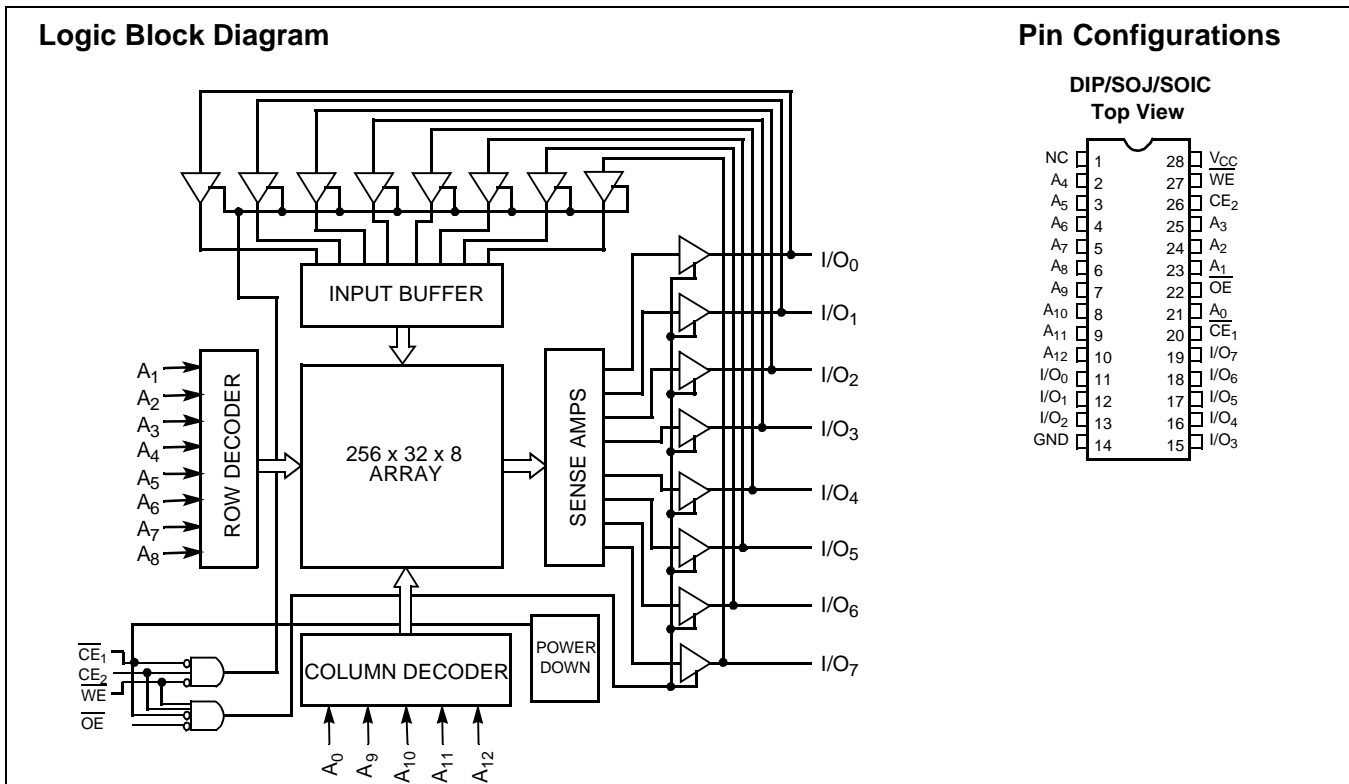 Logic Block Diagram
Pin Configurations
DIP/SOJ/SOIC
Top View
INPUT BUFFER
ROW DECODER
256 x 32 x 8
ARRAY
SENSE AMPS
COLUMN DECODER
POWER
DOWN
A1
A2
A3
A4
A5
A6
A7
A8
CE1
CE2
WE
OE
A0
A9
A10
A11
A12
I/O0
I/O1
I/O2
I/O3
I/O4
I/O5
I/O6
I/O7
NC 1 28 VCC
A4 2 27 WE
A5 3 26 CE2
A6 4 25 A3
A7 5 24 A2
A8 6 23 A1
A9 7 22 OE
A10 8 21 A0
A11 9 20 CE1
A12 10 19 I/O7
I/O0 11 18 I/O6
I/O1 12 17 I/O5
I/O2 13 16 I/O4
GND 14 15 I/O3